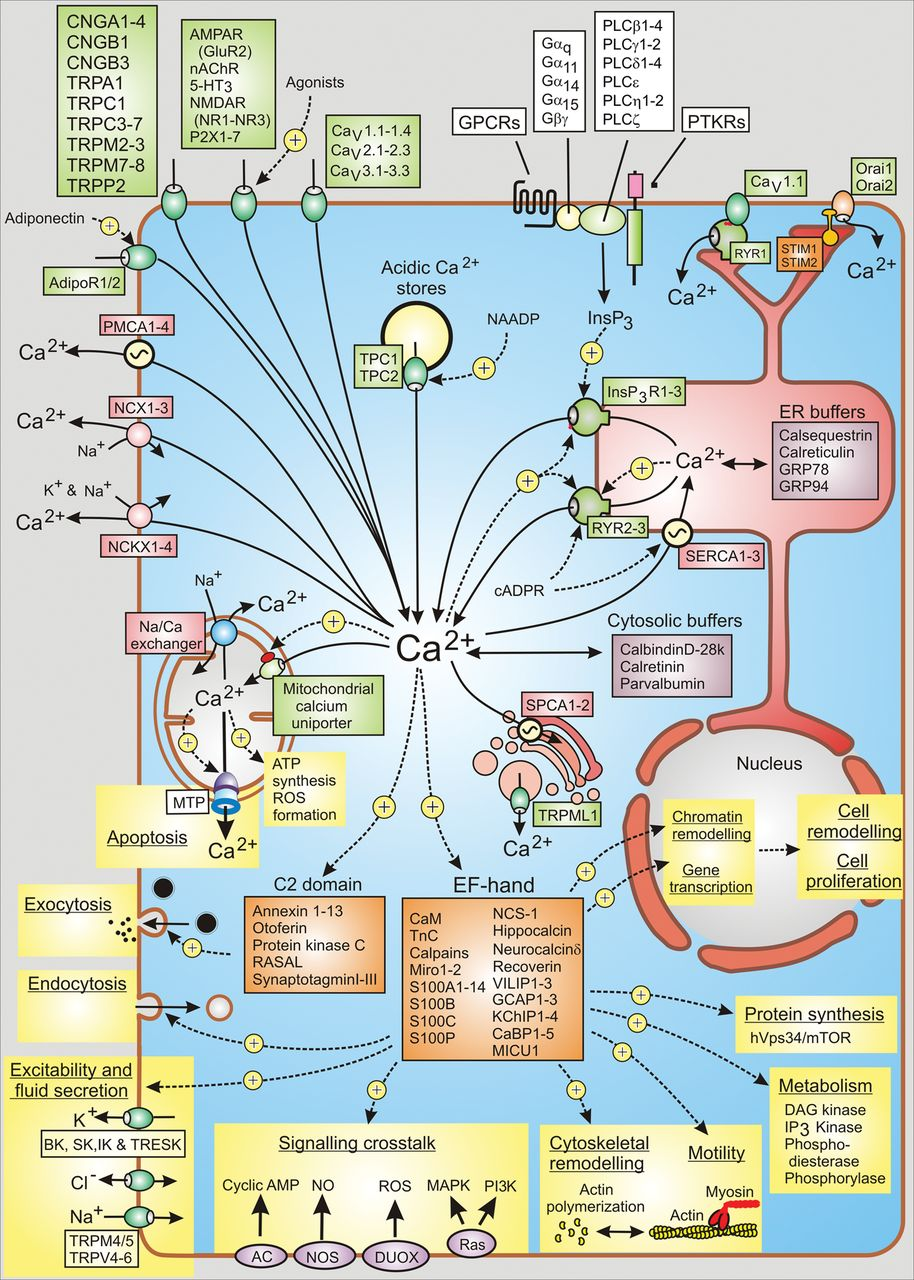 CNGA1-4
CNGB1
CNGB3
TRPA1
TRPC1
TRPC3-7
TRPM2-3
TRPM7-8
TRPP2
AMPAR
(GluR2)
nAChR
5-HT3
NMDAR
(NR1-NR3)
P2X1-7
Agonists
+
CaV1.1-1.4
CaV2.1-2.3
CaV3.1-3.3
GPCRs
Gαq
Gα11
Gα14
Gα15
Gβγ
PLCβ1-4
PLCγ1-2
PLCδ1-4
PLCε
PLCη1-2
PLCζ
PTKRs
CaV1.1
Orai1
Orai2
RYR1
STIM1
STIM2
Ca2+
Ca2+
Adiponectin
+
AdipoR1/2
PMCA1-4
Ca2+
NCX1-3
Ca2+
Na+
K+ & Na+
Ca2+
NCKX1-4
Acidic Ca2+
stores
TPC1
TPC2
NAADP
+
InsP3
+
InsP3R1-3
ER buffers
Calsequestrin
Calreticulin
GRP78
GRP94
Ca2+
+
+
RYR2-3
SERCA1-3
cADPR
Ca2+
Cytosolic buffers
CalbindinD-28k
Calretinin
Parvalbumin
Na+
Ca2+
Na/Ca
exchanger
+
Ca2+
Mitochondrial
calcium
uniporter
+
+
ATP
synthesis
ROS
formation
MTP
Apoptosis
Ca2+
SPCA1-2
TRPML1
Ca2+
Nucleus
Chromatin
remodelling
Gene
transcription
Cell
remodelling
Cell
proliferation
+
+
+
+
C2 domain
Annexin 1-13
Otoferin
Protein kinase C
RASAL
SynaptotagminI-III
EF-hand
CaM
TnC
Calpains
Miro1-2
S100A1-14
S100B
S100C
S100P
NCS-1
Hippocalcin
Neurocalcinδ
Recoverin
VILIP1-3
GCAP1-3
KChIP1-4
CaBP1-5
MICU1
Exocytosis
+
Endocytosis
+
Excitability and
fluid secretion
+
K+
BK, SK,IK & TRESK
Cl-
Na+
TRPM4/5
TRPV4-6
+
Signalling crosstalk
Cyclic AMP
NO
ROS
MAPK
PI3K
AC
NOS
DUOX
Ras
+
Cytoskeletal
remodelling
Motility
Actin
polymerization
Actin
Myosin
+
+
+
Protein synthesis
hVps34/mTOR
Metabolism
DAG kinase
IP3 Kinase
Phospho-
diesterase
Phosphorylase